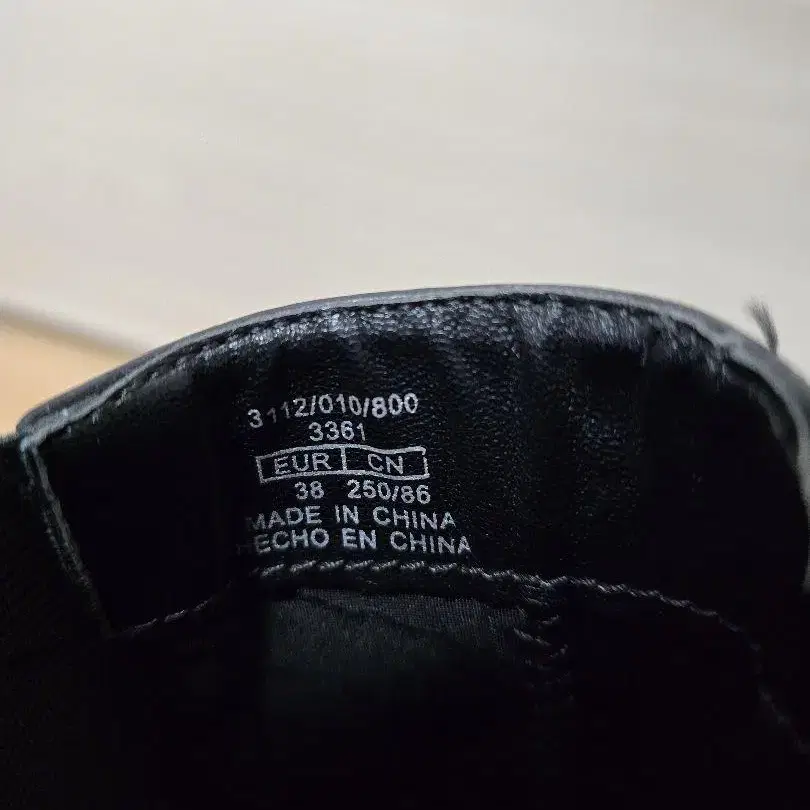 3112/010/800
3361
EUR CN
38 250/86
MADE IN CHINA
HECHO EN CHINA